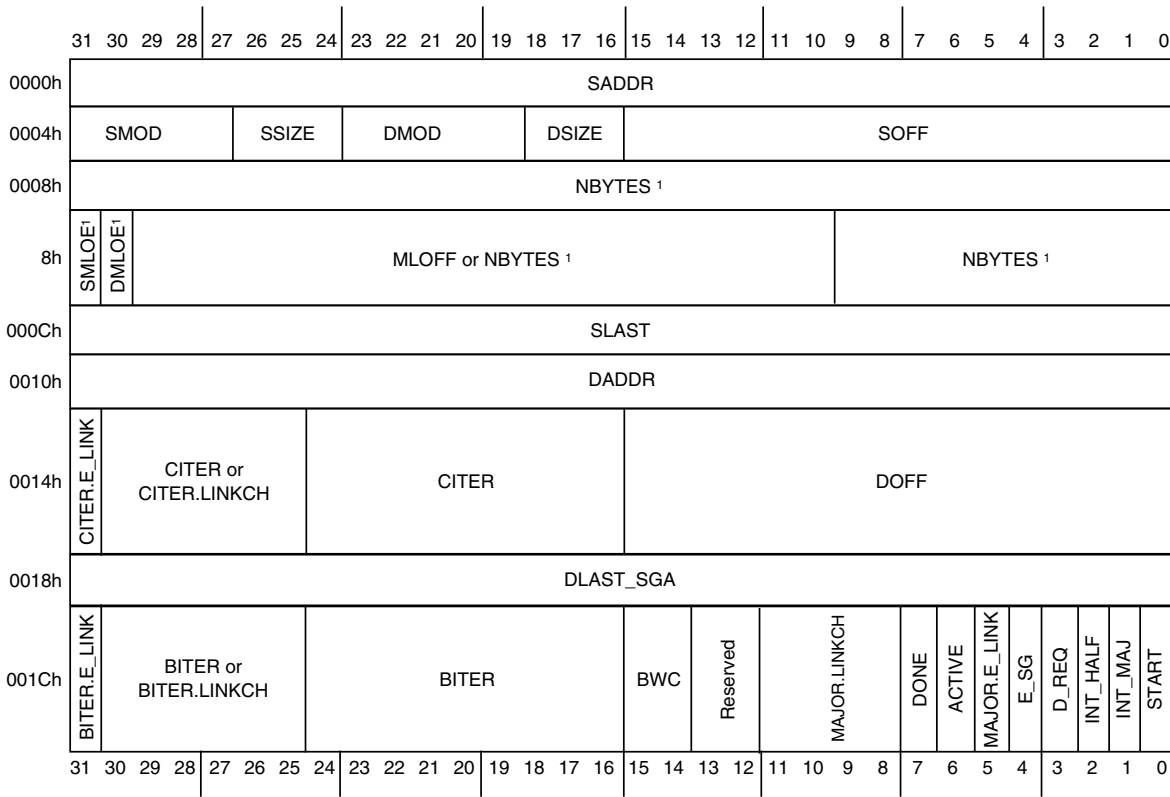 31 30 29 28 27 26 25 24 23 22 21 20 19 18 17 16 15 14 13 12 11 10 9 8 7 6 5 4 3 2 1 0
0000h SADDR
0004h SMOD SSIZE DMOD DSIZE SOFF
0008h NBYTES ¹
8h SMLOE¹ DMLOE¹ MLOFF or NBYTES ¹ NBYTES ¹
000Ch SLAST
0010h DADDR
0014h CITER.E_LINK CITER or
CITER.LINKCH CITER DOFF
0018h DLAST_SGA
001Ch BITER.E_LINK BITER or
BITER.LINKCH BITER BWC Reserved MAJOR.LINKCH DONE ACTIVE MAJOR.E_LINK E_SG D_REQ INT_HALF INT_MAJ START
31 30 29 28 27 26 25 24 23 22 21 20 19 18 17 16 15 14 13 12 11 10 9 8 7 6 5 4 3 2 1 0